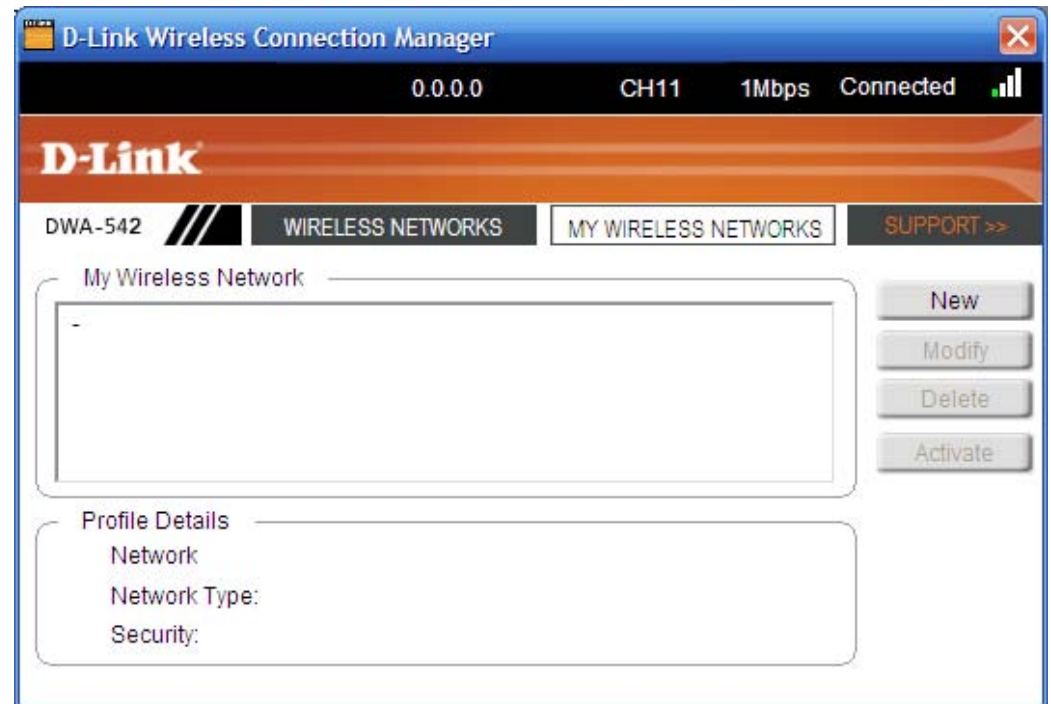 D-Link Wireless Connection Manager
0.0.0.0 CH11 1Mbps Connected
D-Link
DWA-542 WIRELESS NETWORKS MY WIRELESS NETWORKS SUPPORT >>
My Wireless Network
-
New
Modify
Delete
Activate
Profile Details
Network
Network Type:
Security: